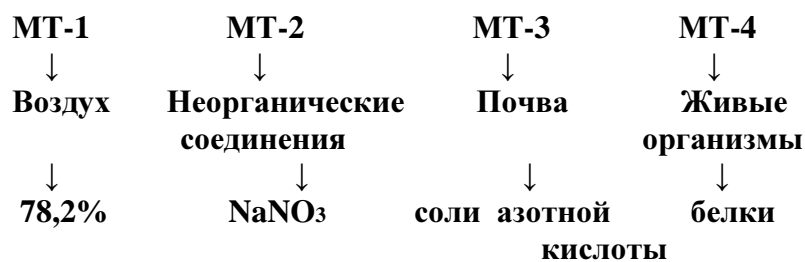 МТ-1 МТ-2 МТ-3 МТ-4
↓ ↓ ↓ ↓
Воздух Неорганические Почва Живые
соединения организмы
↓ ↓ ↓ ↓
78,2% NaNO₃ соли азотной белки
кислоты